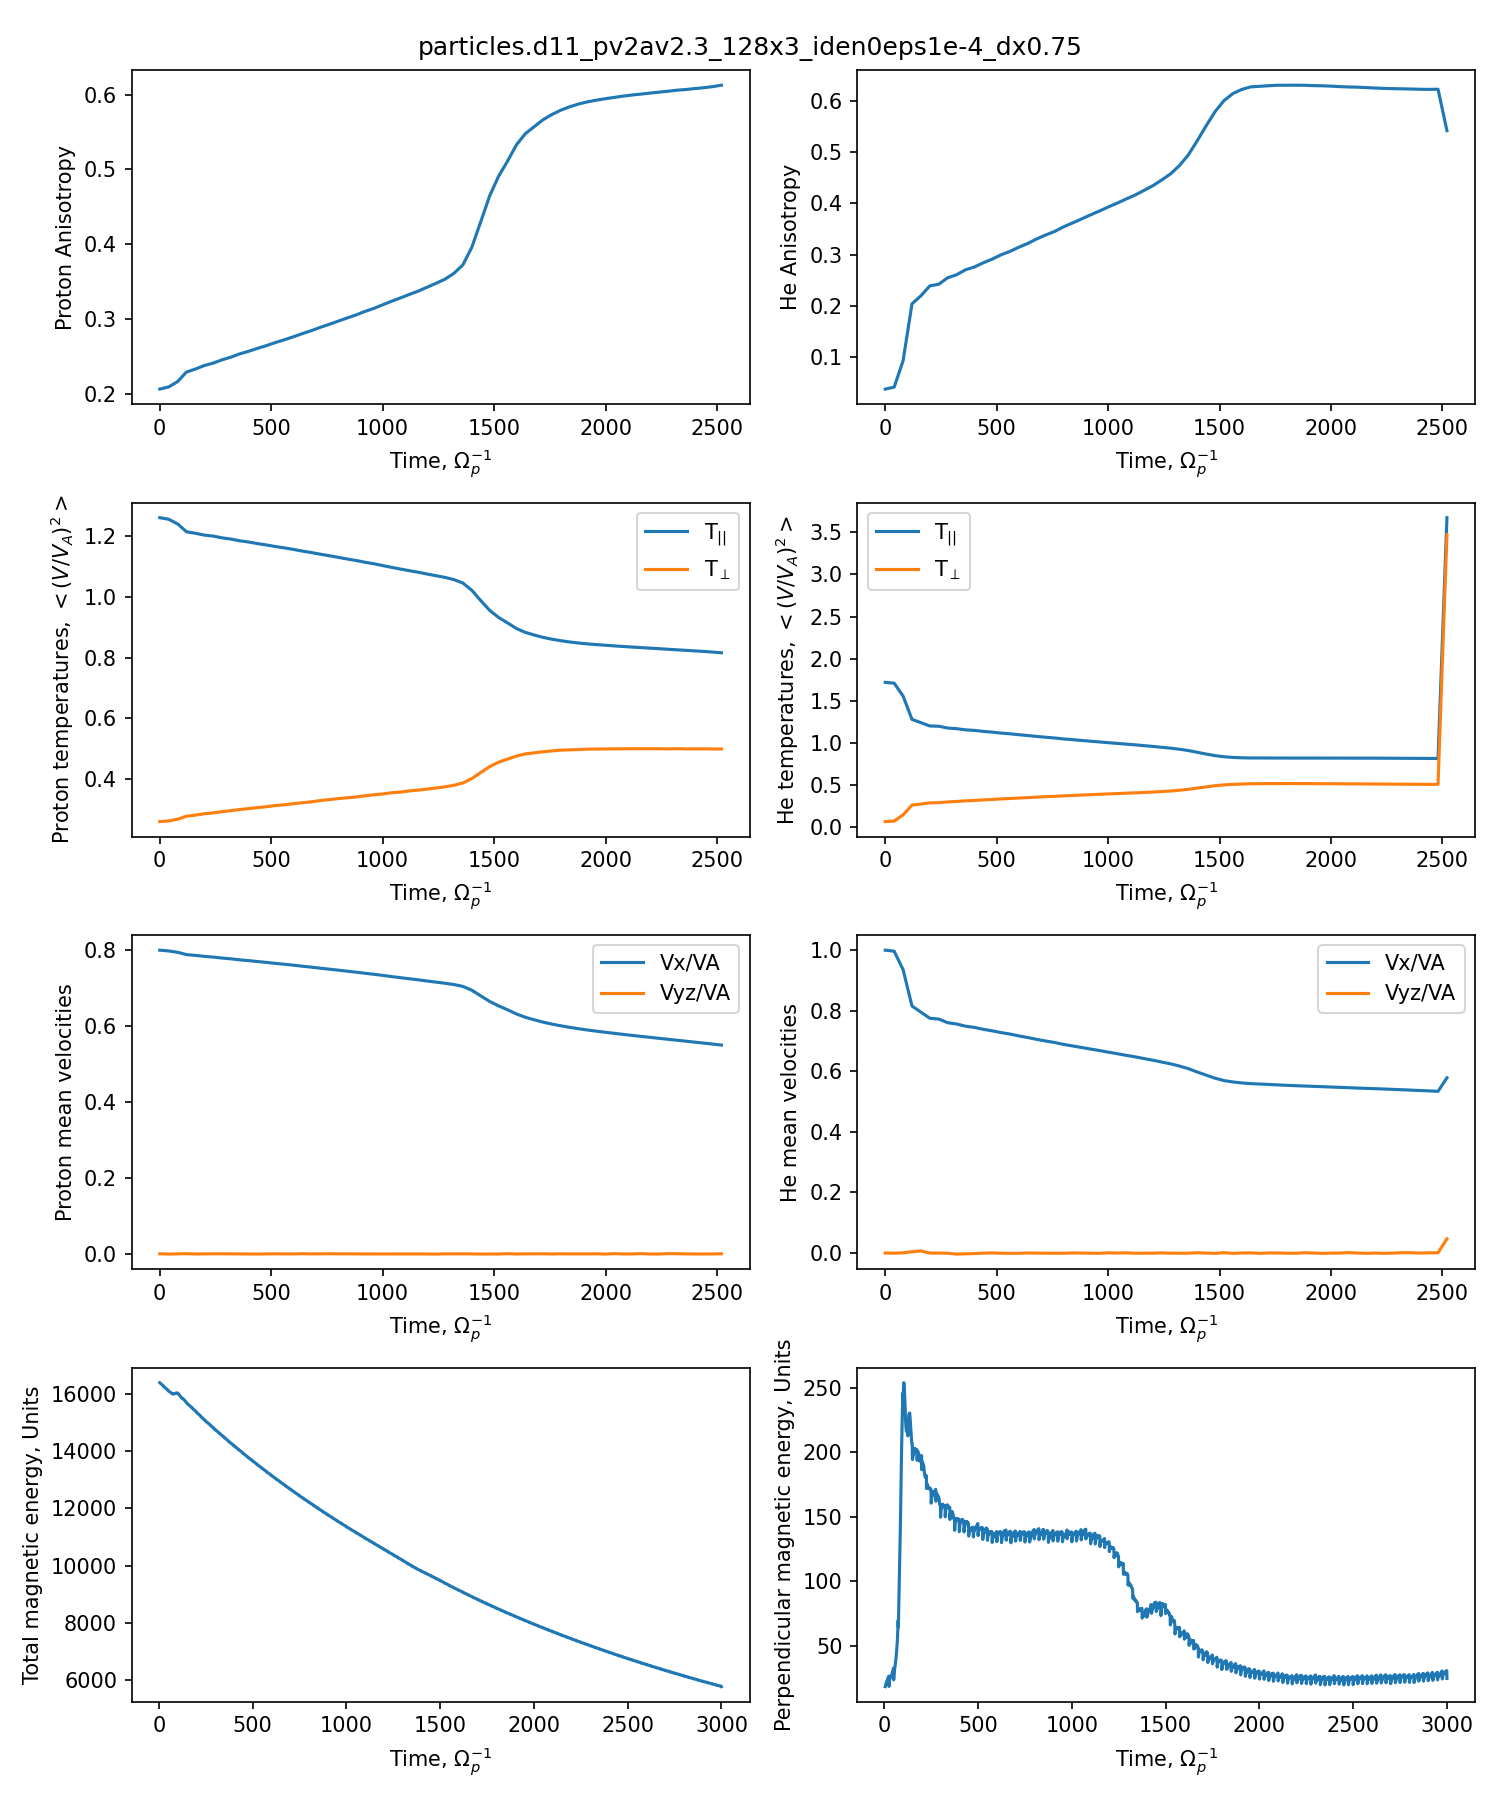 particles.d11_pv2av2.3_128x3_iden0eps1e-4_dx0.75
Proton Anisotropy
0.6
0.5
0.4
0.3
0.2
0 500 1000 1500 2000 2500
Time, Ω_p^{-1}
He Anisotropy
0.6
0.5
0.4
0.3
0.2
0.1
0 500 1000 1500 2000 2500
Time, Ω_p^{-1}
Proton temperatures, < (V/V_A)^2 >
1.2
1.0
0.8
0.6
0.4
T_{||}
T_⊥
0 500 1000 1500 2000 2500
Time, Ω_p^{-1}
He temperatures, < (V/V_A)^2 >
3.5
3.0
2.5
2.0
1.5
1.0
0.5
0.0
T_{||}
T_⊥
0 500 1000 1500 2000 2500
Time, Ω_p^{-1}
Proton mean velocities
0.8
0.6
0.4
0.2
0.0
Vx/VA
Vyz/VA
0 500 1000 1500 2000 2500
Time, Ω_p^{-1}
He mean velocities
1.0
0.8
0.6
0.4
0.2
0.0
Vx/VA
Vyz/VA
0 500 1000 1500 2000 2500
Time, Ω_p^{-1}
Total magnetic energy, Units
16000
14000
12000
10000
8000
6000
0 500 1000 1500 2000 2500 3000
Time, Ω_p^{-1}
Perpendicular magnetic energy, Units
250
200
150
100
50
0 500 1000 1500 2000 2500 3000
Time, Ω_p^{-1}